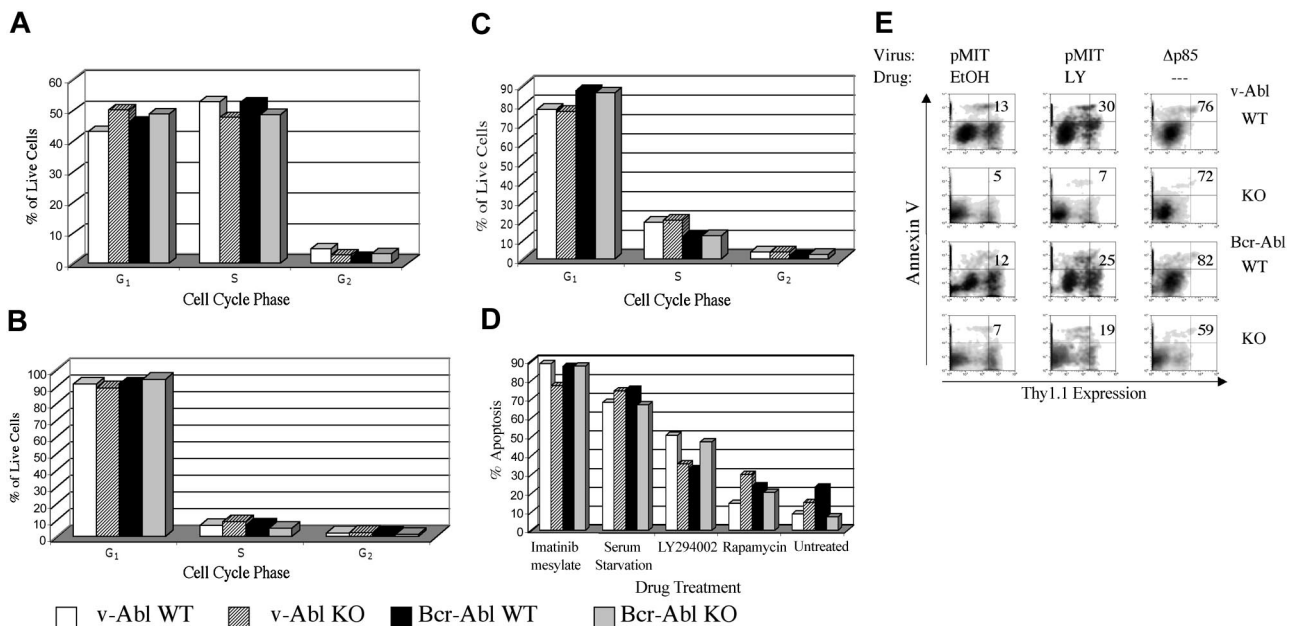 A
% of Live Cells
60
50
40
30
20
10
0
G1 S G2
Cell Cycle Phase
B
% of Live Cells
100
90
80
70
60
50
40
30
20
10
0
G1 S G2
Cell Cycle Phase
C
% of Live Cells
90
80
70
60
50
40
30
20
10
0
G1 S G2
Cell Cycle Phase
D
% Apoptosis
90
80
70
60
50
40
30
20
10
0
Imatinib mesylate
Serum Starvation
LY294002
Rapamycin
Untreated
Drug Treatment
v-Abl WT v-Abl KO Bcr-Abl WT Bcr-Abl KO
E
Virus: pMIT pMIT Δp85
Drug: EtOH LY ---
v-Abl
13 30 76 WT
5 7 72 KO
Bcr-Abl
12 25 82 WT
7 19 59 KO
Annexin V
Thy1.1 Expression